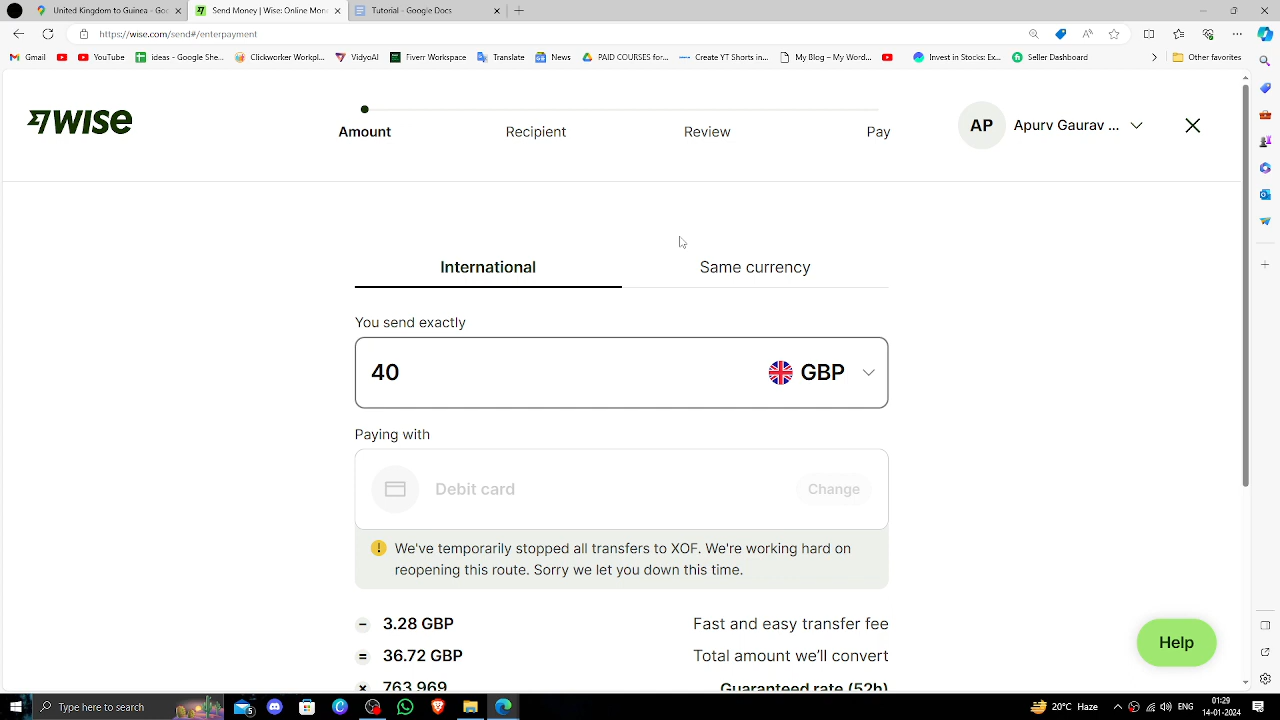 United Kingdom to Guinea - Goo
Send Money | Wise: Online Mone
Tutorial - Google Docs
https://wise.com/send#/enterpayment
Gmail
YouTube
ideas - Google She...
Clickworker Workpl...
VidyoAI
Fiverr Workspace
Translate
News
PAID COURSES for...
Create YT Shorts in...
My Blog – My Word...
Invest in Stocks: Ex...
Seller Dashboard
Other favorites
WISE
Amount
Recipient
Review
Pay
AP
Apurv Gaurav ...
International
Same currency
You send exactly
40
GBP
Paying with
Debit card
Change
We've temporarily stopped all transfers to XOF. We're working hard on
reopening this route. Sorry we let you down this time.
3.28 GBP
Fast and easy transfer fee
36.72 GBP
Total amount we'll convert
763.969
Guaranteed rate (52h)
Help
Type here to search
5
20°C Haze
ENG
01:29
14-01-2024